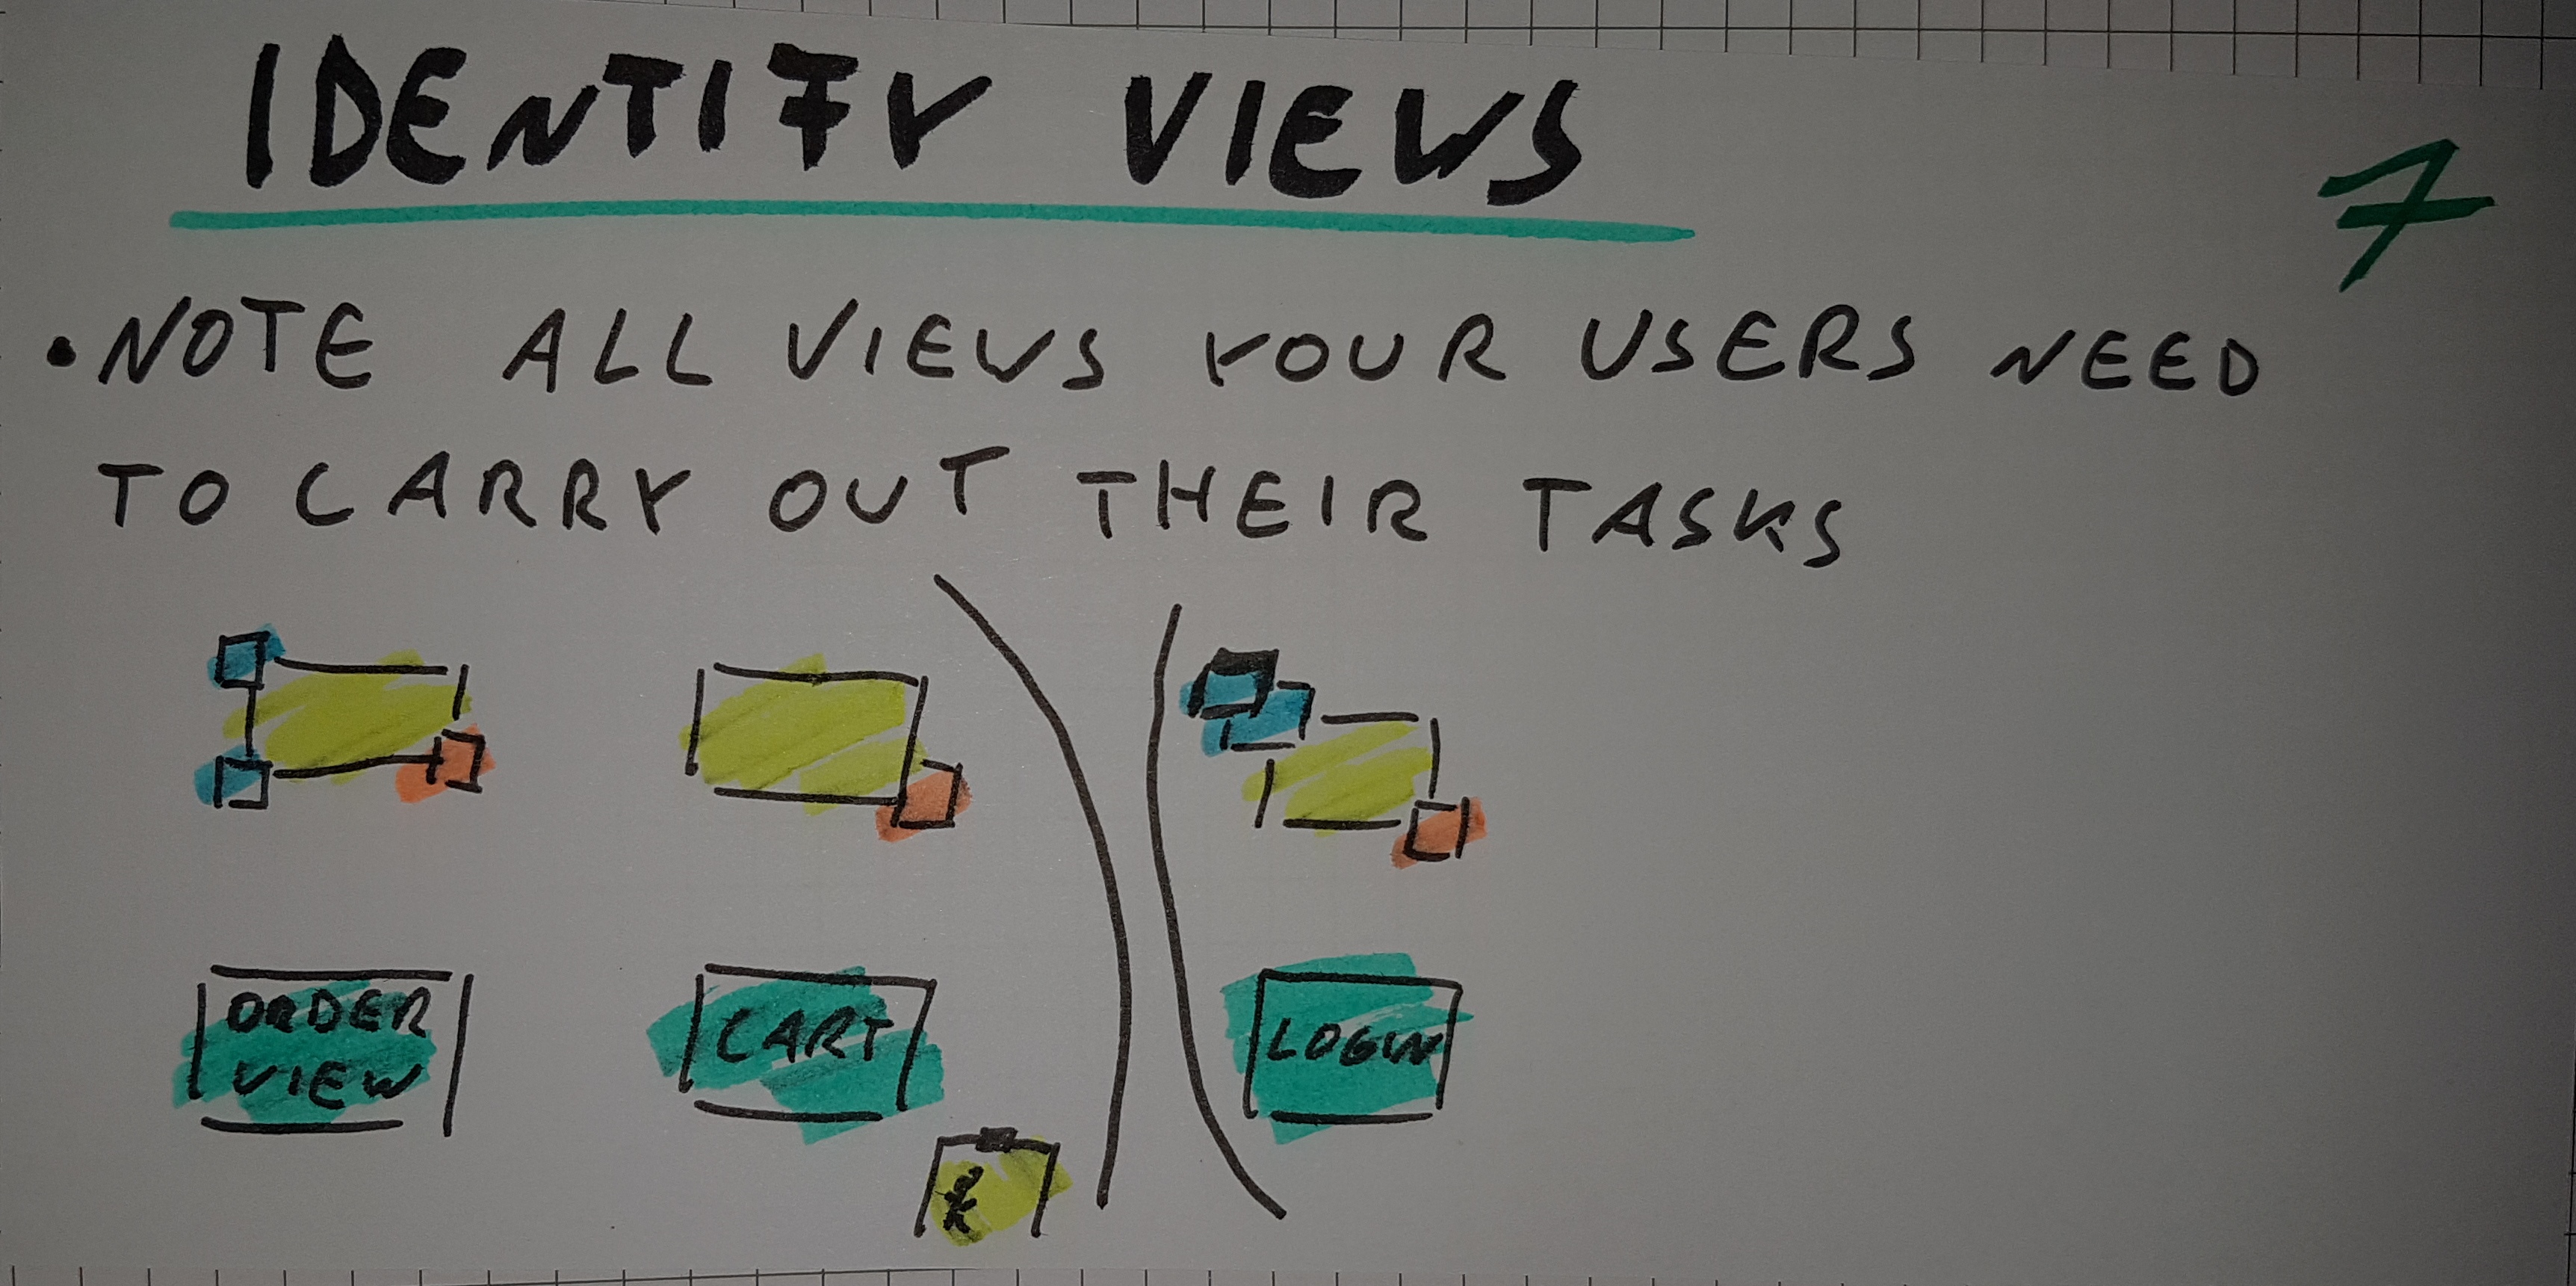 IDENTIFY VIEWS
7
• NOTE ALL VIEWS YOUR USERS NEED
TO CARRY OUT THEIR TASKS
ORDER
VIEW
CART
LOGIN